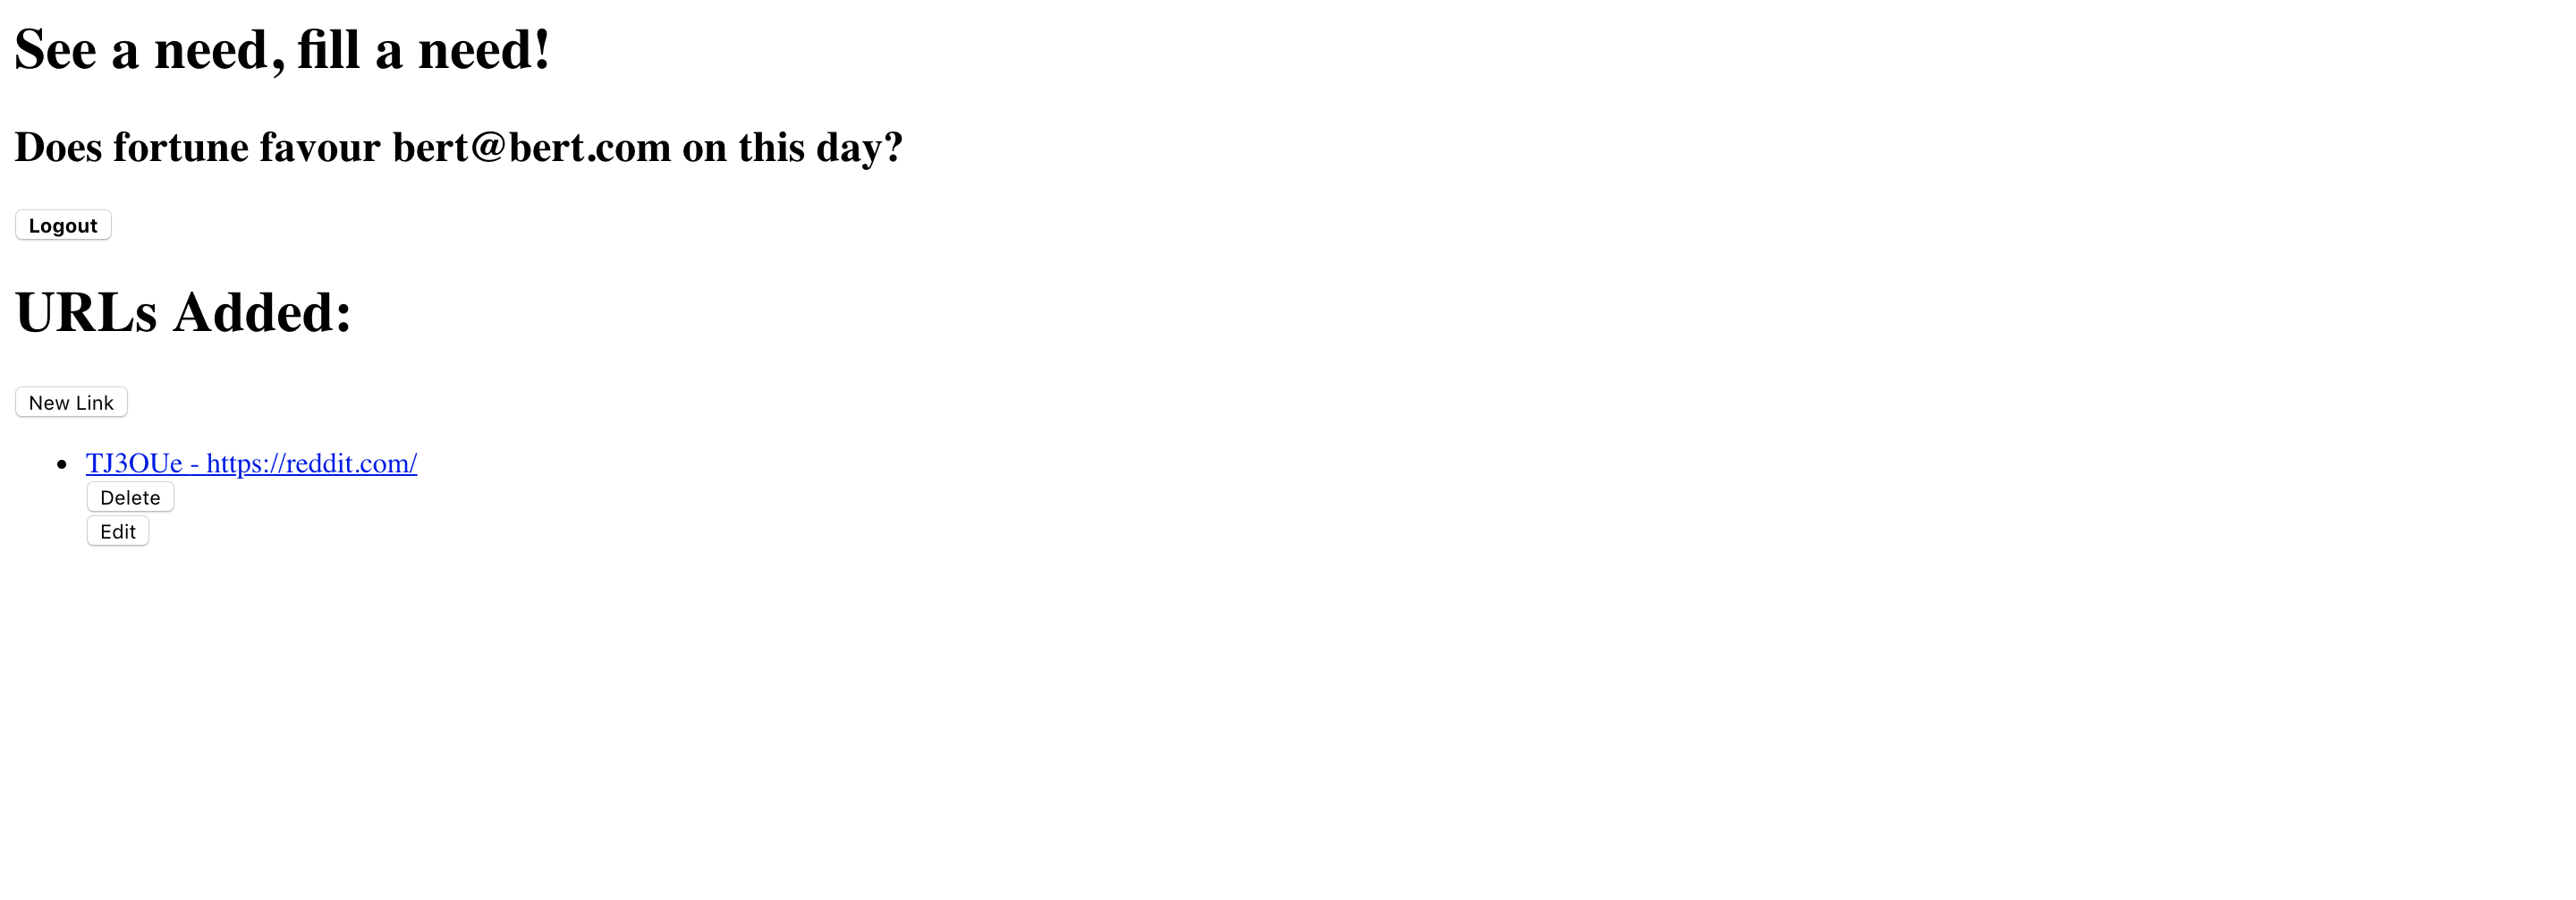 See a need, fill a need!
Does fortune favour bert@bert.com on this day?
Logout
URLs Added:
New Link
TJ3OUe - https://reddit.com/
Delete
Edit